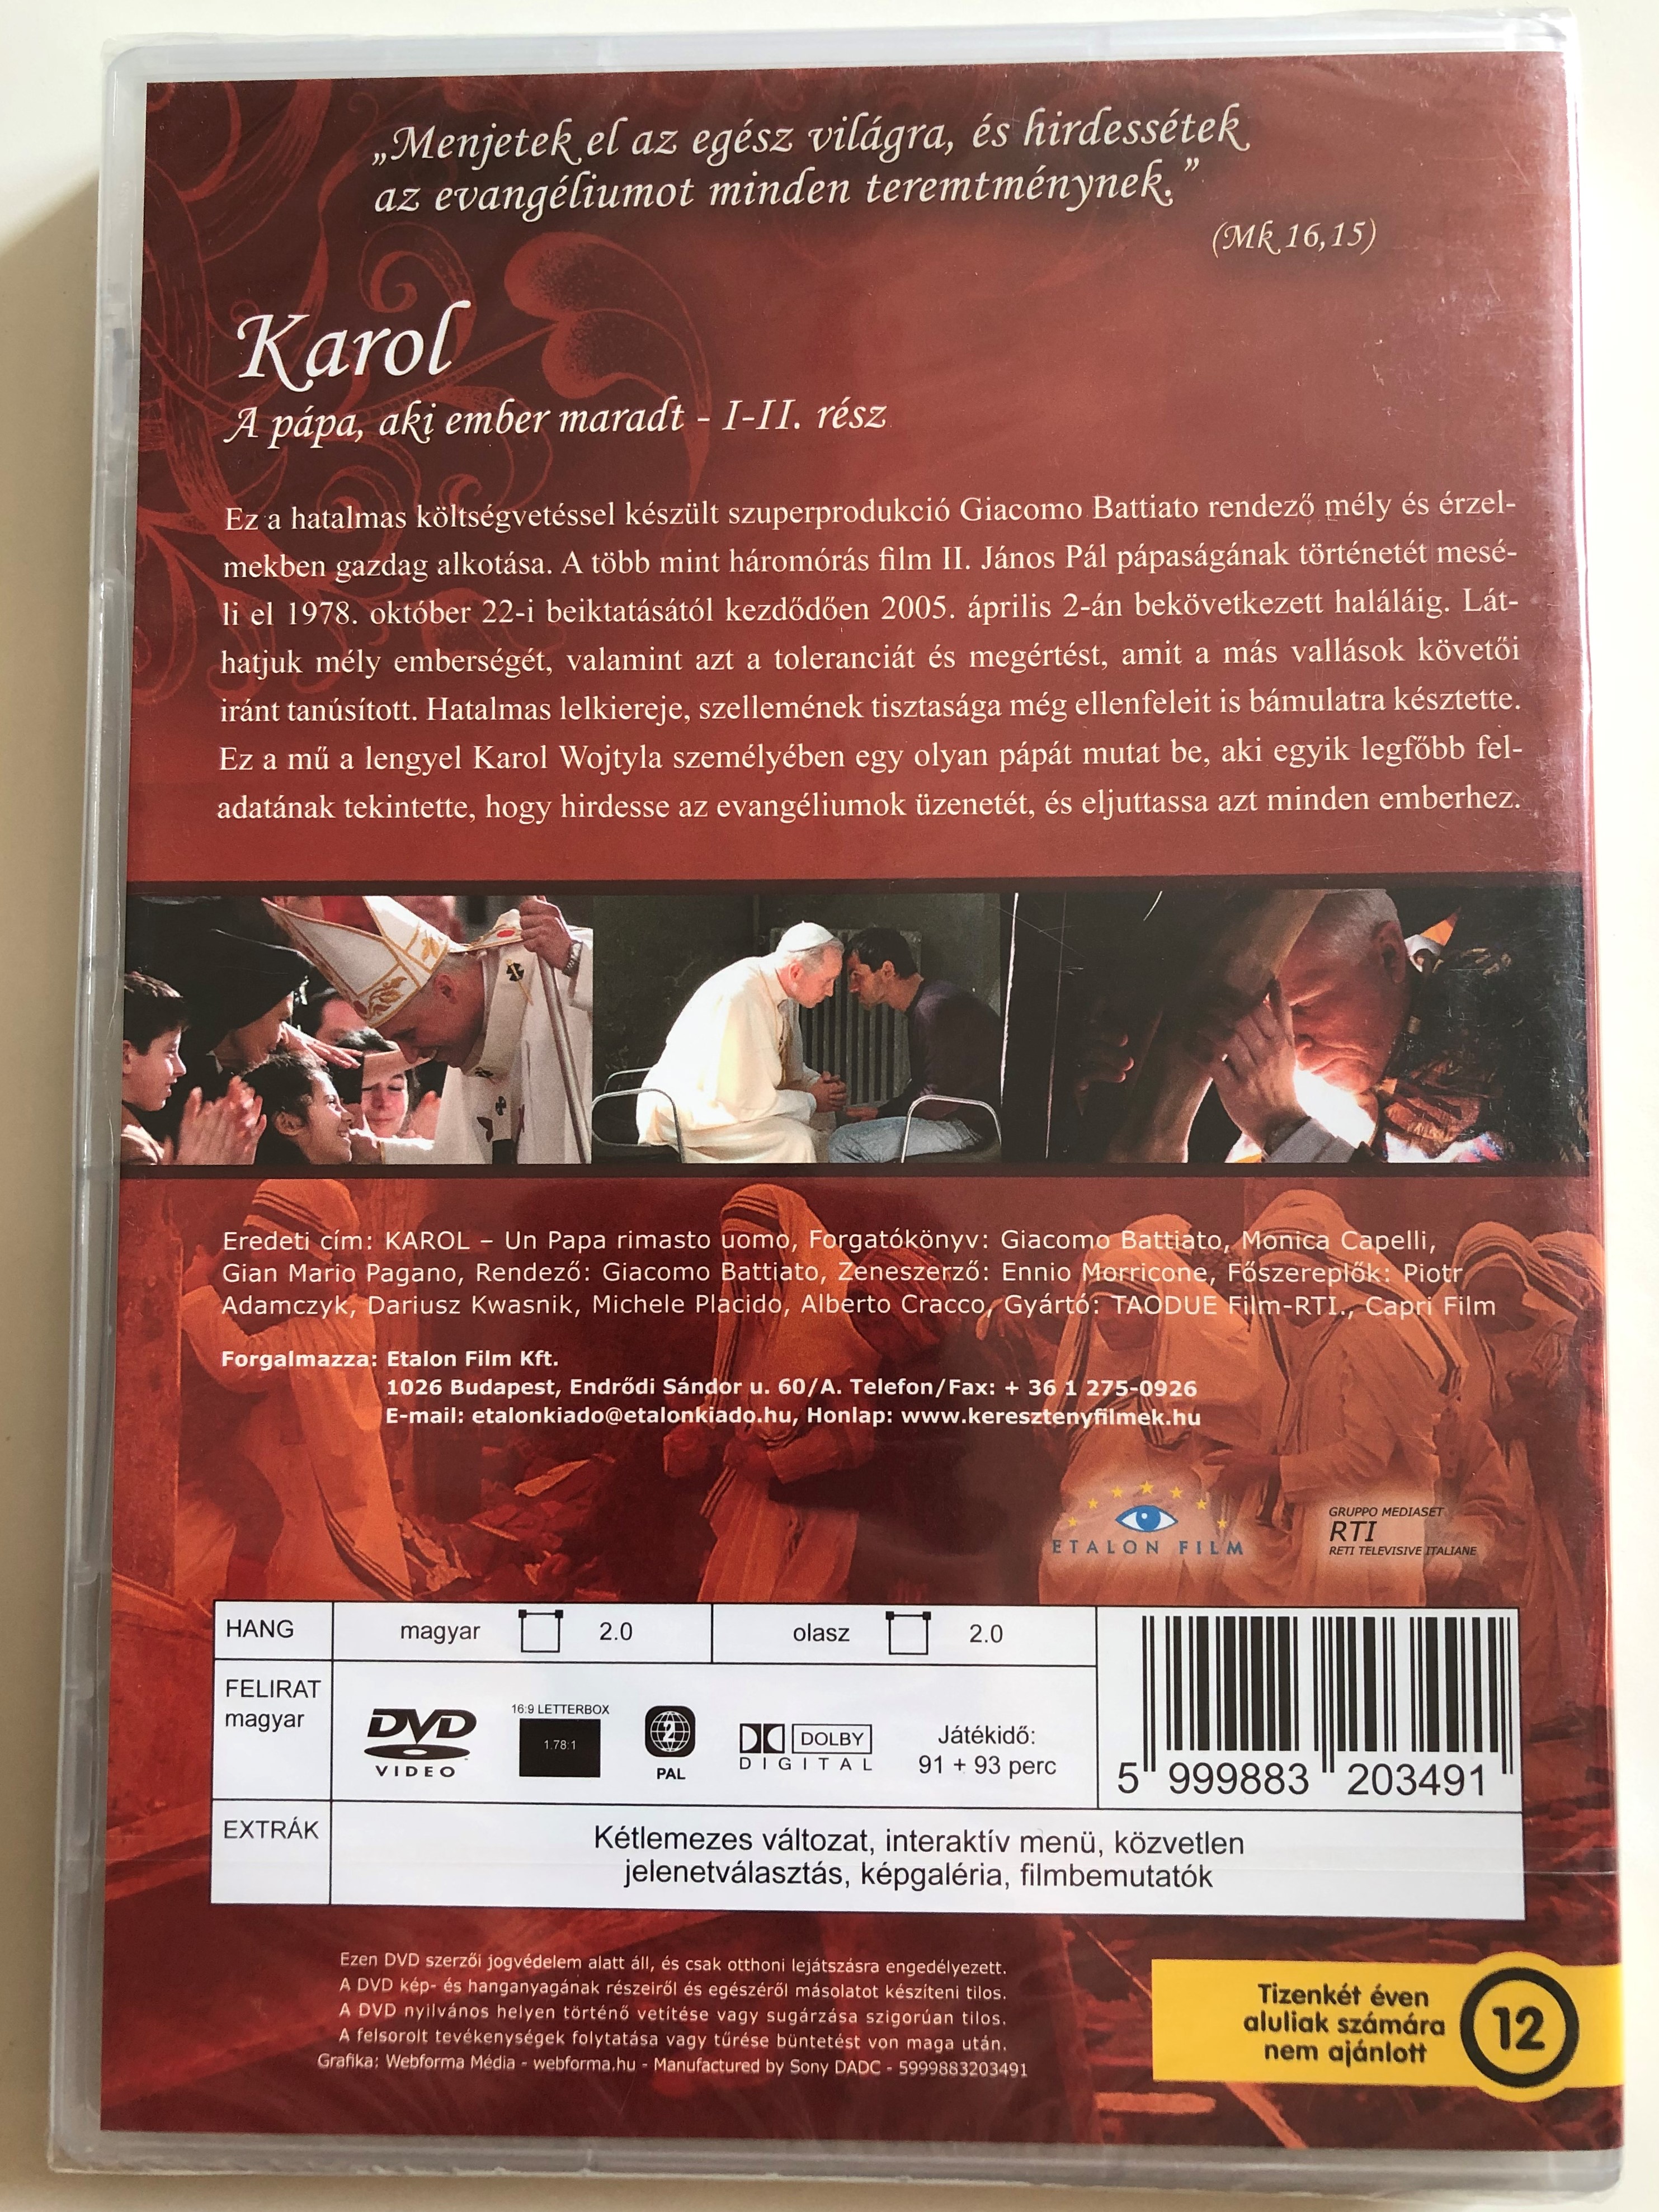 „Menjetek el az egész világra, és hirdessétek
az evangéliumot minden teremtménynek.”
(Mk 16,15)
Karol
A pápa, aki ember maradt - I-II. rész
Ez a hatalmas költségvetéssel készült szuperprodukció Giacomo Battiato rendező mély és érzel-
mekben gazdag alkotása. A több mint háromórás film II. János Pál pápaságának történetét mesé-
li el 1978. október 22-i beiktatásától kezdődően 2005. április 2-án bekövetkezett haláláig. Lát-
hatjuk mély emberségét, valamint azt a toleranciát és megértést, amit a más vallások követői
iránt tanúsított. Hatalmas lelkiereje, szellemének tisztasága még ellenfeleit is bámulatra késztette.
Ez a mű a lengyel Karol Wojtyla személyében egy olyan pápát mutat be, aki egyik legfőbb fel-
adatának tekintette, hogy hirdesse az evangéliumok üzenetét, és eljuttassa azt minden emberhez.
Eredeti cím: KAROL – Un Papa rimasto uomo, Forgatókönyv: Giacomo Battiato, Monica Capelli,
Gian Mario Pagano, Rendező: Giacomo Battiato, Zeneszerző: Ennio Morricone, Főszereplők: Piotr
Adamczyk, Dariusz Kwasnik, Michele Placido, Alberto Cracco, Gyártó: TAODUE Film-RTI., Capri Film
Forgalmazza: Etalon Film Kft.
1026 Budapest, Endrődi Sándor u. 60/A. Telefon/Fax: + 36 1 275-0926
E-mail: etalonkiado@etalonkiado.hu, Honlap: www.keresztenyfilmek.hu
ETALON FILM
GRUPPO MEDIASET
RTI
RETI TELEVISIVE ITALIANE
HANG magyar 2.0 olasz 2.0
FELIRAT
magyar
DVD
VIDEO
16:9 LETTERBOX
1.78:1
2
PAL
DOLBY
DIGITAL
Játékidő:
91 + 93 perc
5 999883 203491
EXTRÁK
Kétlemezes változat, interaktív menü, közvetlen
jelenetválasztás, képgaléria, filmbemutatók
Ezen DVD szerzői jogvédelem alatt áll, és csak otthoni lejátszásra engedélyezett.
A DVD kép- és hanganyagának részeiről és egészéről másolatot készíteni tilos.
A DVD nyilvános helyen történő vetítése vagy sugárzása szigorúan tilos.
A felsorolt tevékenységek folytatása vagy tűrése büntetést von maga után.
Grafika: Webforma Média - webforma.hu - Manufactured by Sony DADC - 5999883203491
Tizenkét éven
aluliak számára
nem ajánlott
12